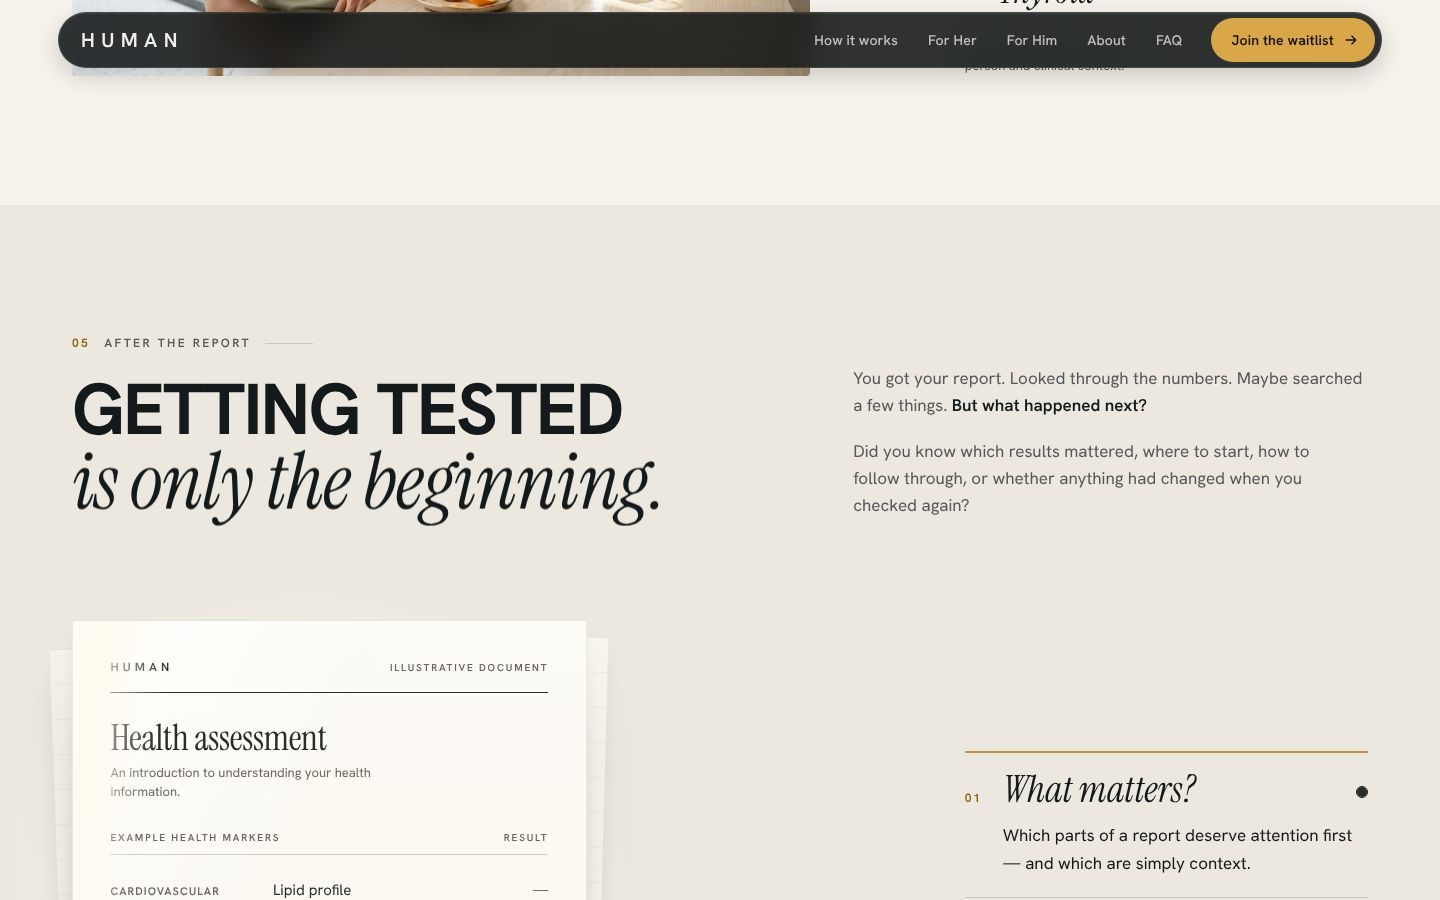 HUMAN
How it works
For Her
For Him
About
FAQ
Join the waitlist →
05 AFTER THE REPORT
GETTING TESTED
is only the beginning.
You got your report. Looked through the numbers. Maybe searched
a few things. But what happened next?
Did you know which results mattered, where to start, how to
follow through, or whether anything had changed when you
checked again?
HUMAN
ILLUSTRATIVE DOCUMENT
Health assessment
An introduction to understanding your health
information.
EXAMPLE HEALTH MARKERS
RESULT
CARDIOVASCULAR
Lipid profile
—
01 What matters?
Which parts of a report deserve attention first
— and which are simply context.